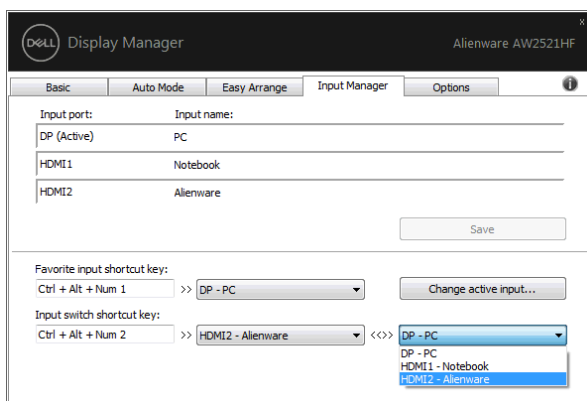 x
DELL Display Manager Alienware AW2521HF
Basic Auto Mode Easy Arrange Input Manager Options i
Input port: Input name:
DP (Active) PC
HDMI1 Notebook
HDMI2 Alienware
Save
Favorite input shortcut key:
Ctrl + Alt + Num 1 >> DP - PC Change active input...
Input switch shortcut key:
Ctrl + Alt + Num 2 >> HDMI2 - Alienware <<>> DP - PC
DP - PC
HDMI1 - Notebook
HDMI2 - Alienware